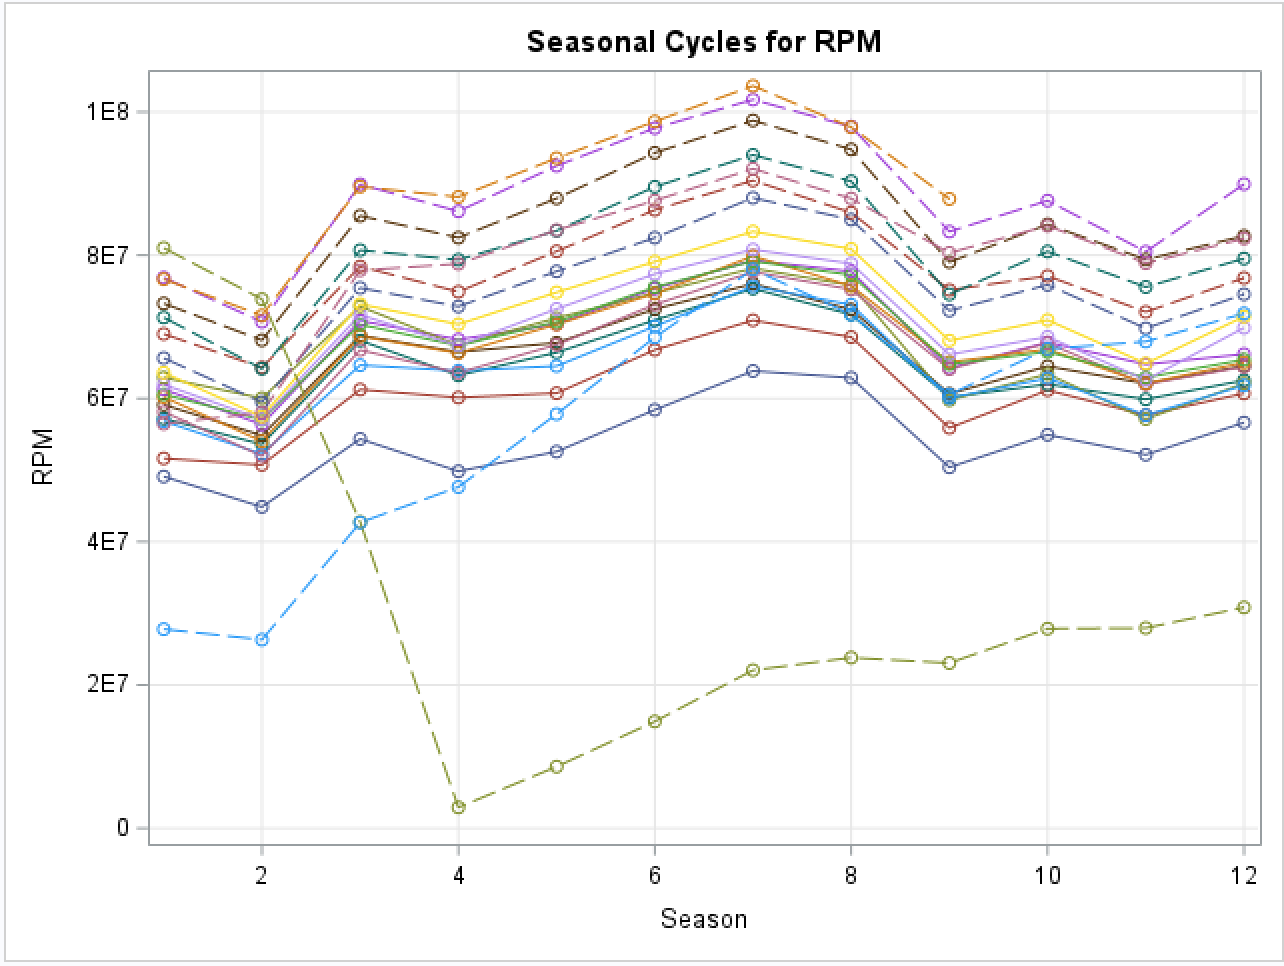 Seasonal Cycles for RPM
1E8
8E7
6E7
4E7
2E7
0
RPM
2 4 6 8 10 12
Season